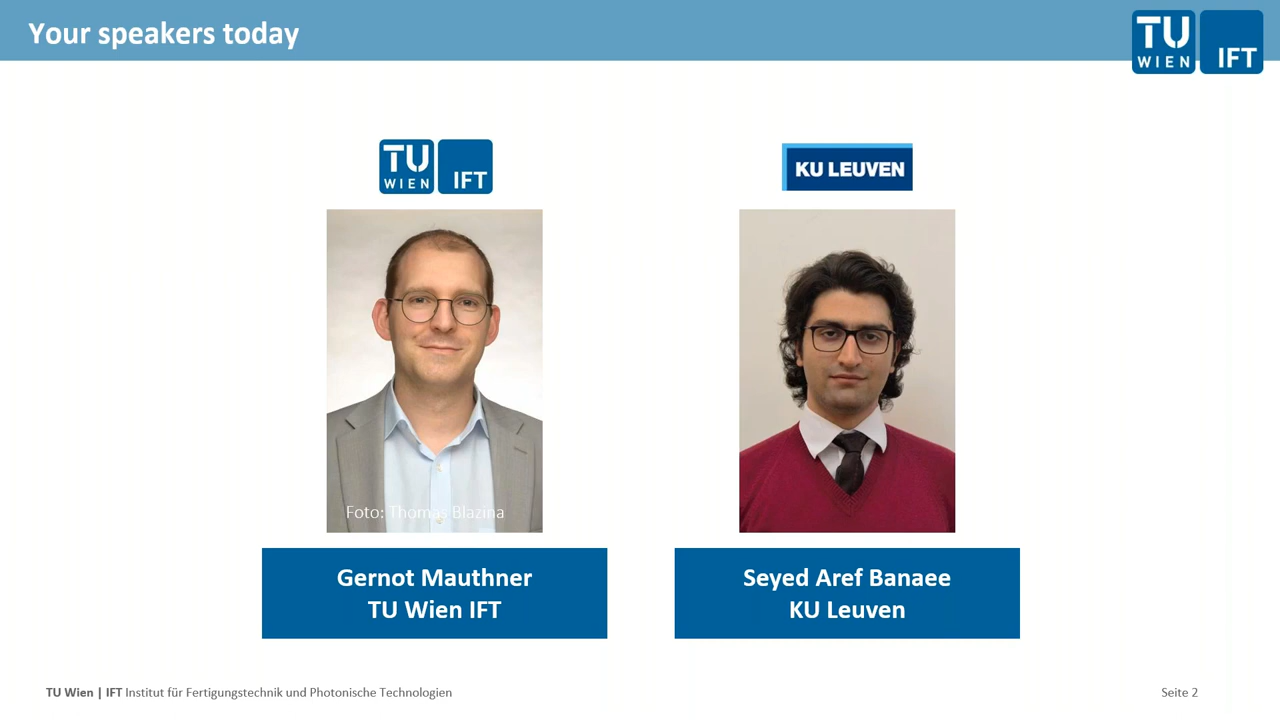 Your speakers today
TU
WIEN
IFT
TU
WIEN
IFT
KU LEUVEN
Foto: Thomas Blazina
Gernot Mauthner
TU Wien IFT
Seyed Aref Banaee
KU Leuven
TU Wien | IFT Institut für Fertigungstechnik und Photonische Technologien
Seite 2